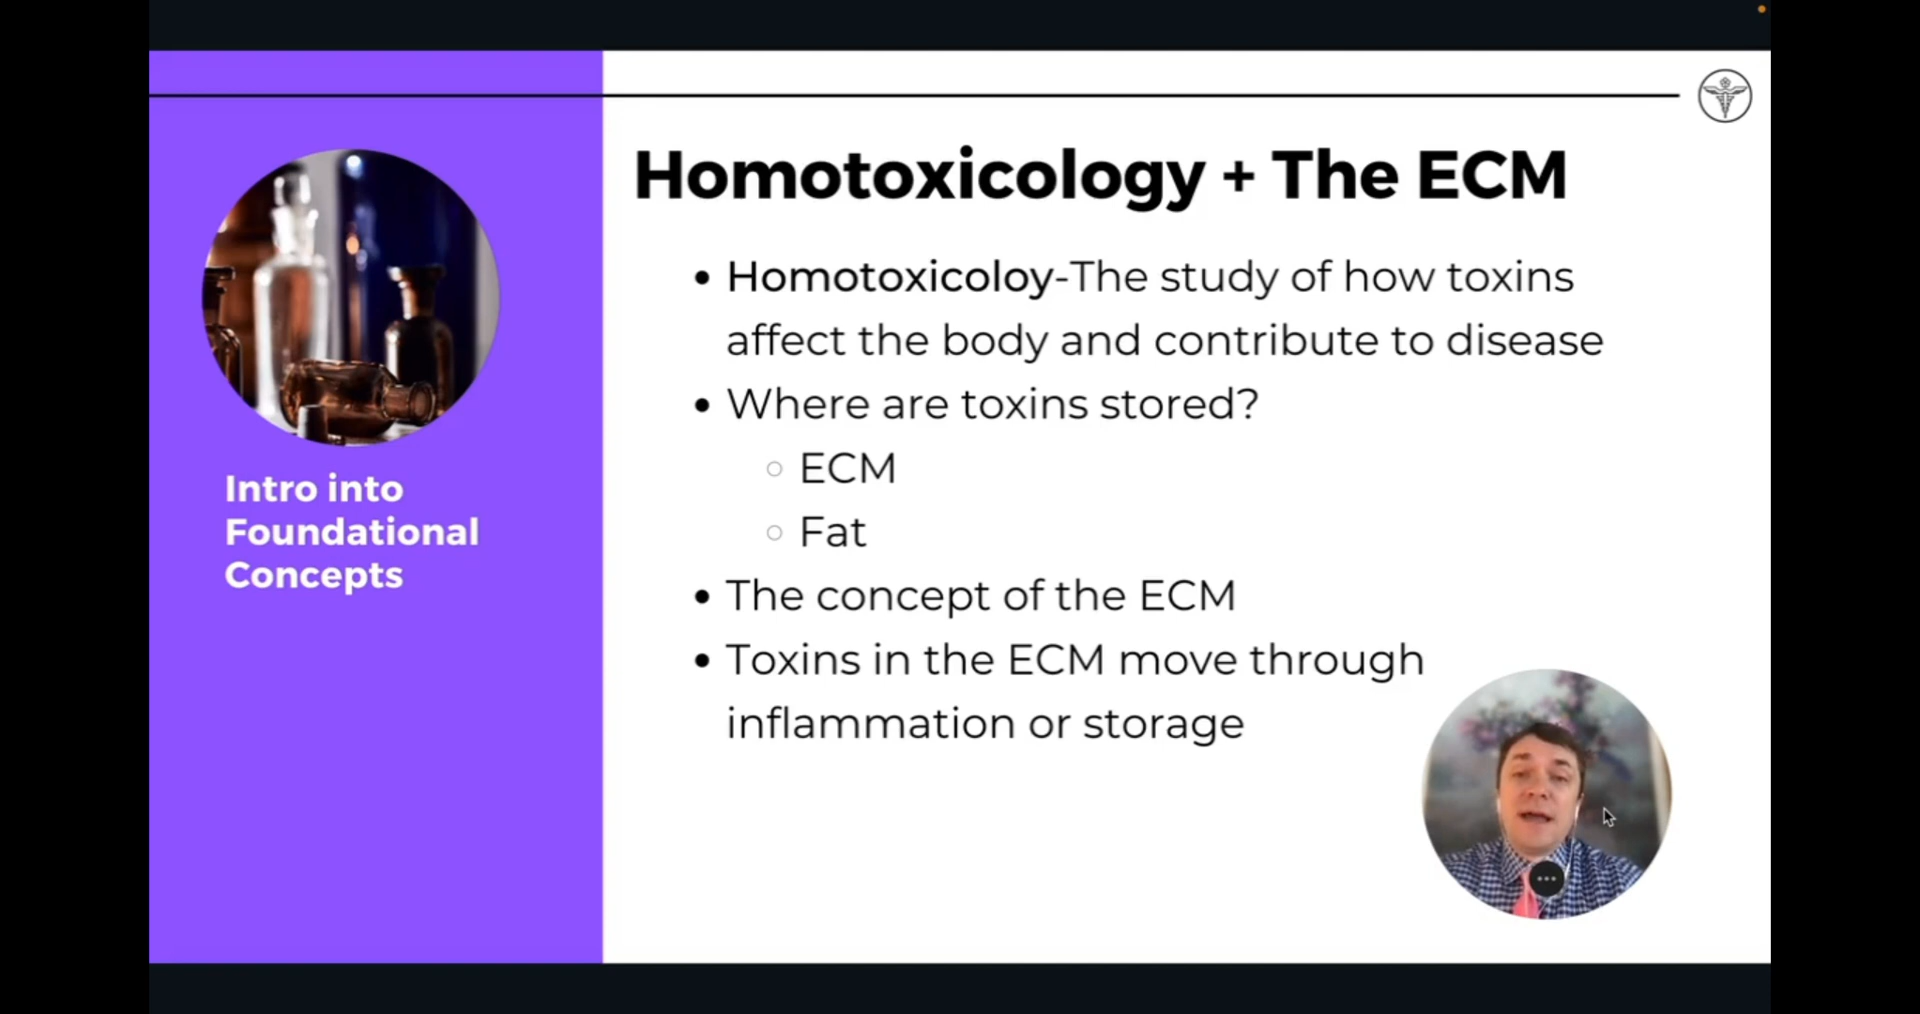 Homotoxicology + The ECM
Homotoxicoloy-The study of how toxins
affect the body and contribute to disease
Where are toxins stored?
ECM
Fat
The concept of the ECM
Toxins in the ECM move through
inflammation or storage
Intro into
Foundational
Concepts